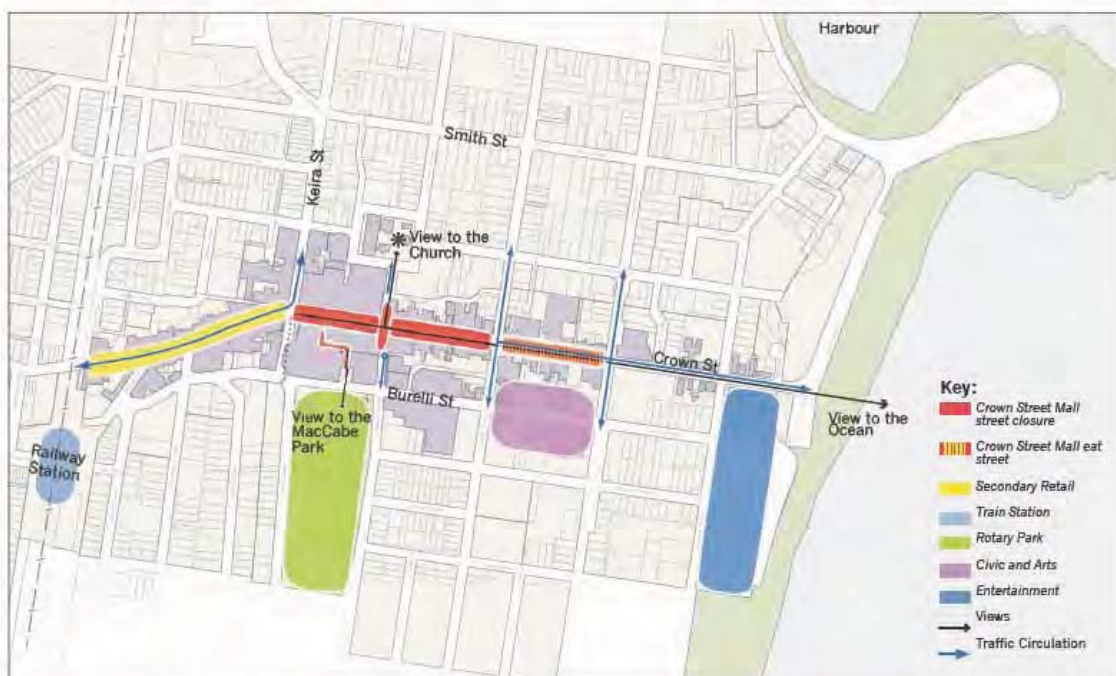 Harbour
Smith St
Keira St
View to the
Church
Crown St
Burelli St
View to the
MacCabe
Park
View to the
Ocean
Railway
Station
Key:
Crown Street Mall
street closure
Crown Street Mall eat
street
Secondary Retail
Train Station
Rotary Park
Civic and Arts
Entertainment
Views
Traffic Circulation